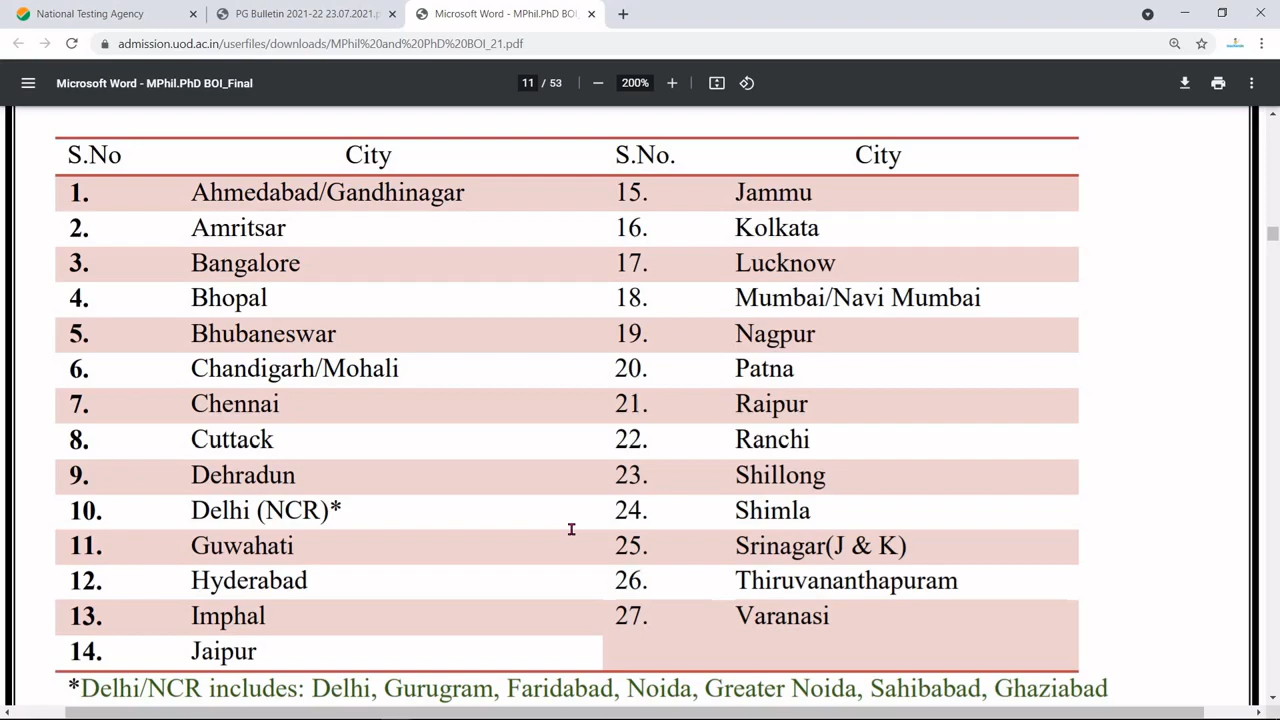 National Testing Agency
PG Bulletin 2021-22 23.07.2021.p
Microsoft Word - MPhil.PhD BOI_
admission.uod.ac.in/userfiles/downloads/MPhil%20and%20PhD%20BOI_21.pdf
Microsoft Word - MPhil.PhD BOI_Final
11 / 53
200%
S.No City S.No. City
1. Ahmedabad/Gandhinagar 15. Jammu
2. Amritsar 16. Kolkata
3. Bangalore 17. Lucknow
4. Bhopal 18. Mumbai/Navi Mumbai
5. Bhubaneswar 19. Nagpur
6. Chandigarh/Mohali 20. Patna
7. Chennai 21. Raipur
8. Cuttack 22. Ranchi
9. Dehradun 23. Shillong
10. Delhi (NCR)* 24. Shimla
11. Guwahati 25. Srinagar(J & K)
12. Hyderabad 26. Thiruvananthapuram
13. Imphal 27. Varanasi
14. Jaipur
*Delhi/NCR includes: Delhi, Gurugram, Faridabad, Noida, Greater Noida, Sahibabad, Ghaziabad